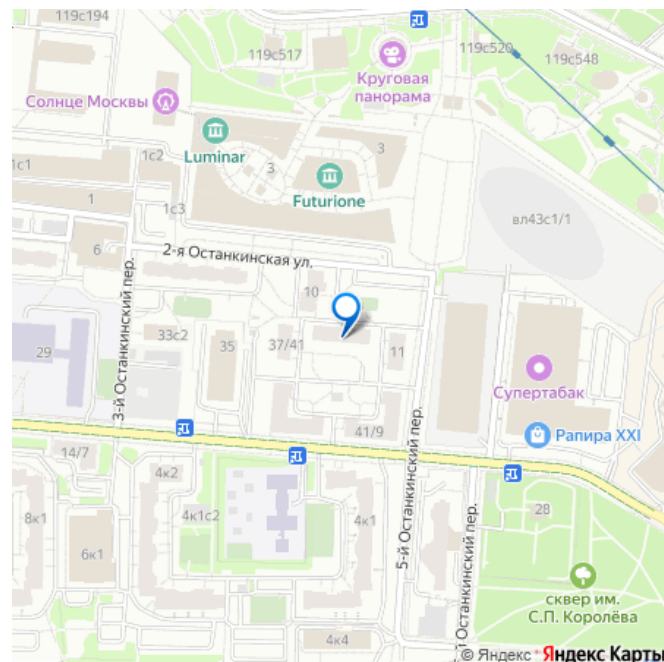 119с194
119с517
119с520
119с548
Круговая
панорама
Солнце Москвы
Luminar
3
3
Futurione
1с1
1с2
1
1с3
вл43с1/1
6
2-я Останкинская ул.
3-й Останкинский пер.
10
33с2
35
37/41
11
29
Супертабак
41/9
Рапира XXI
14/7
4к2
5-й Останкинский пер.
28
8к1
4к1с2
4к1
6к1
-й Останкинский пер.
сквер им.
С.П. Королёва
4к4
© Яндекс Яндекс Карты